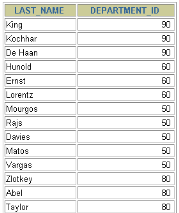 LAST_NAME DEPARTMENT_ID
King 90
Kochhar 90
De Haan 90
Hunold 60
Ernst 60
Lorentz 60
Mourgos 50
Rajs 50
Davies 50
Matos 50
Vargas 50
Zlotkey 80
Abel 80
Taylor 80